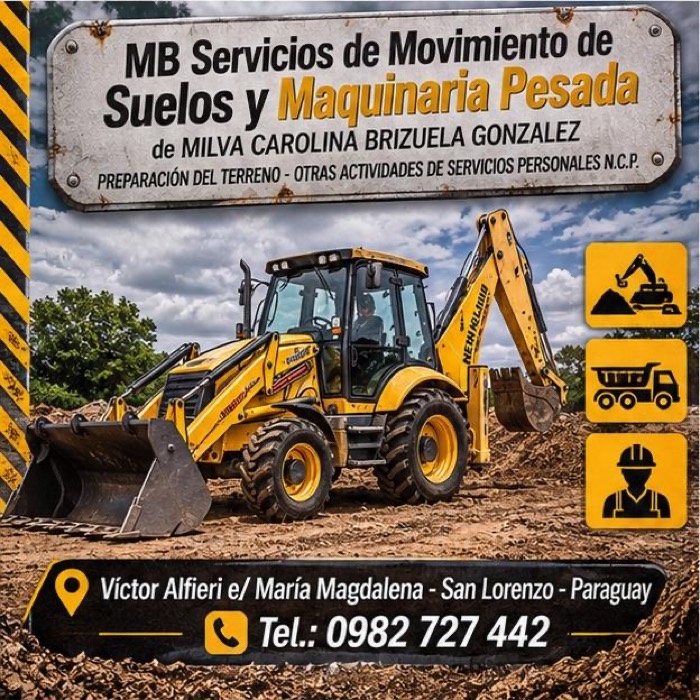 MB Servicios de Movimiento de
Suelos y Maquinaria Pesada
de MILVA CAROLINA BRIZUELA GONZALEZ
PREPARACIÓN DEL TERRENO - OTRAS ACTIVIDADES DE SERVICIOS PERSONALES N.C.P.
Víctor Alfieri e/ María Magdalena - San Lorenzo - Paraguay
Tel.: 0982 727 442